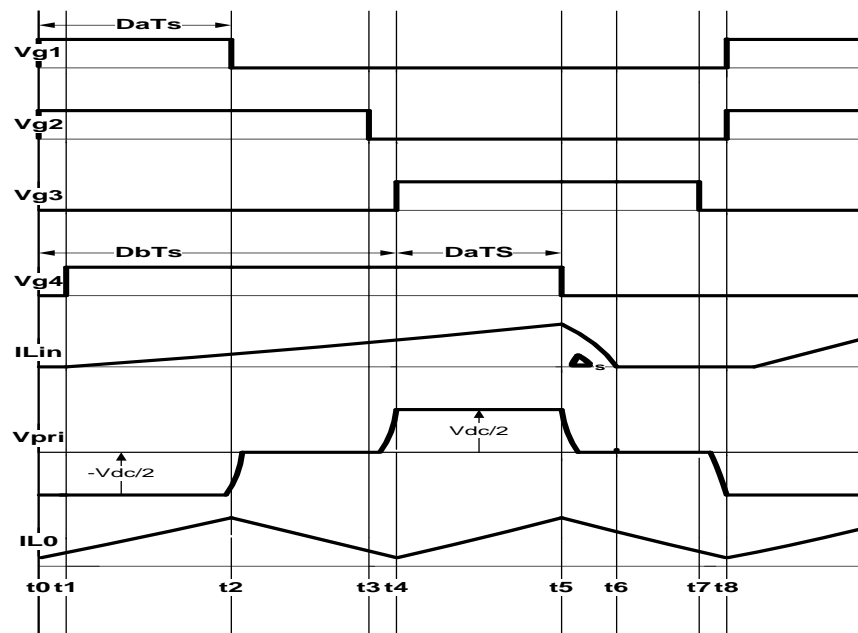 DaTs
Vg1
Vg2
Vg3
DbTs DaTS
Vg4
ILin
s
Vpri
Vdc/2
-Vdc/2
IL0
t0 t1 t2 t3 t4 t5 t6 t7 t8